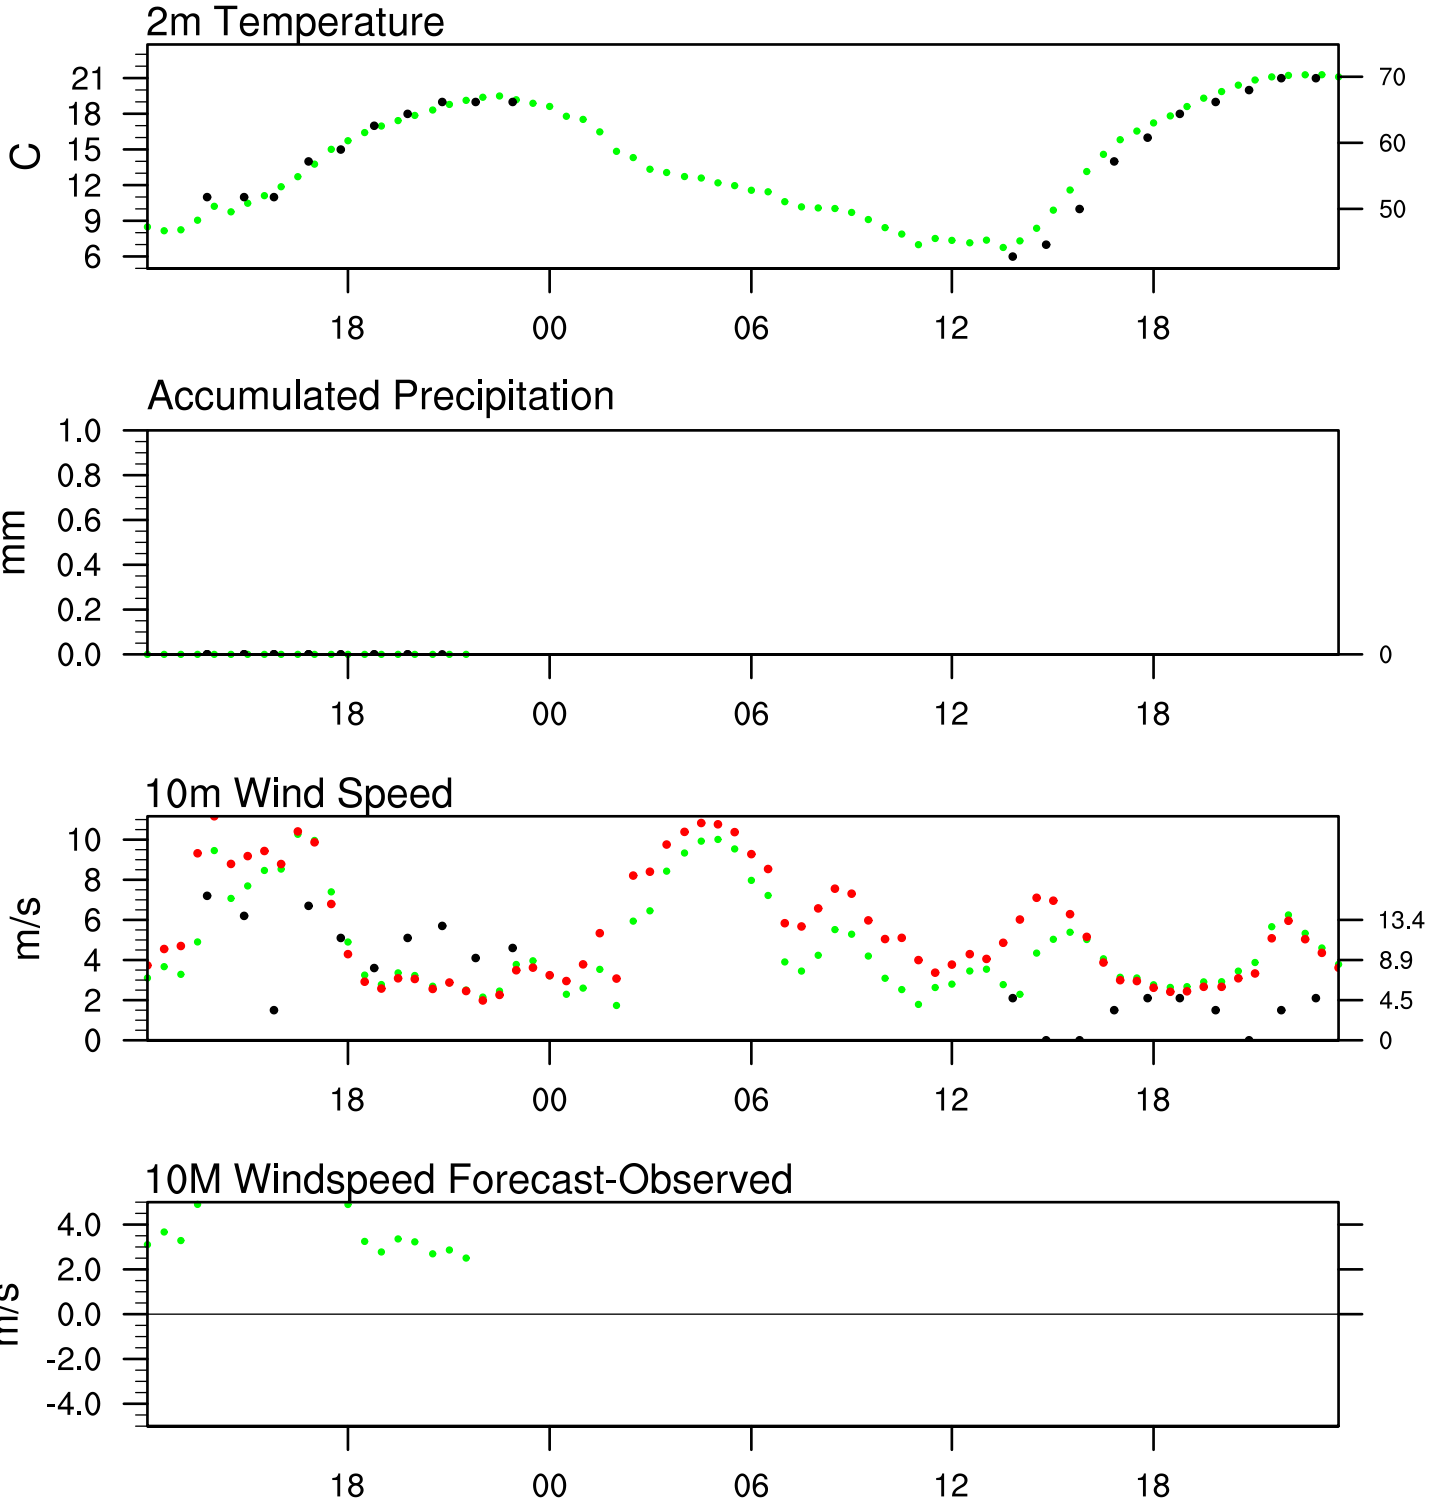 2m Temperature
21
18
15
12
9
6
C
70
60
50
18 00 06 12 18
Accumulated Precipitation
1.0
0.8
0.6
0.4
0.2
0.0
mm
0
18 00 06 12 18
10m Wind Speed
10
8
6
4
2
0
m/s
13.4
8.9
4.5
0
18 00 06 12 18
10M Windspeed Forecast-Observed
4.0
2.0
0.0
-2.0
-4.0
m/s
18 00 06 12 18